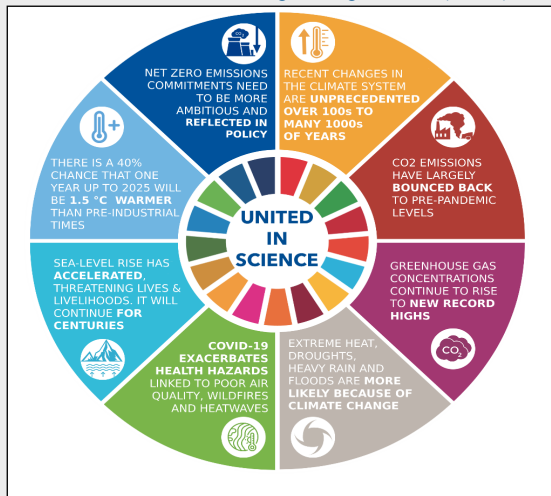 NET ZERO EMISSIONS
COMMITMENTS NEED
TO BE MORE
AMBITIOUS AND
REFLECTED IN
POLICY
RECENT CHANGES IN
THE CLIMATE SYSTEM
ARE UNPRECEDENTED
OVER 100s TO
MANY 1000s
OF YEARS
CO2 EMISSIONS
HAVE LARGELY
BOUNCED BACK
TO PRE-PANDEMIC
LEVELS
GREENHOUSE GAS
CONCENTRATIONS
CONTINUE TO RISE
TO NEW RECORD
HIGHS
CO2
EXTREME HEAT,
DROUGHTS,
HEAVY RAIN AND
FLOODS ARE MORE
LIKELY BECAUSE OF
CLIMATE CHANGE
COVID-19
EXACERBATES
HEALTH HAZARDS
LINKED TO POOR AIR
QUALITY, WILDFIRES
AND HEATWAVES
SEA-LEVEL RISE HAS
ACCELERATED,
THREATENING LIVES &
LIVELIHOODS. IT WILL
CONTINUE FOR
CENTURIES
THERE IS A 40%
CHANCE THAT ONE
YEAR UP TO 2025 WILL
BE 1.5 °C WARMER
THAN PRE-INDUSTRIAL
TIMES
UNITED
IN
SCIENCE